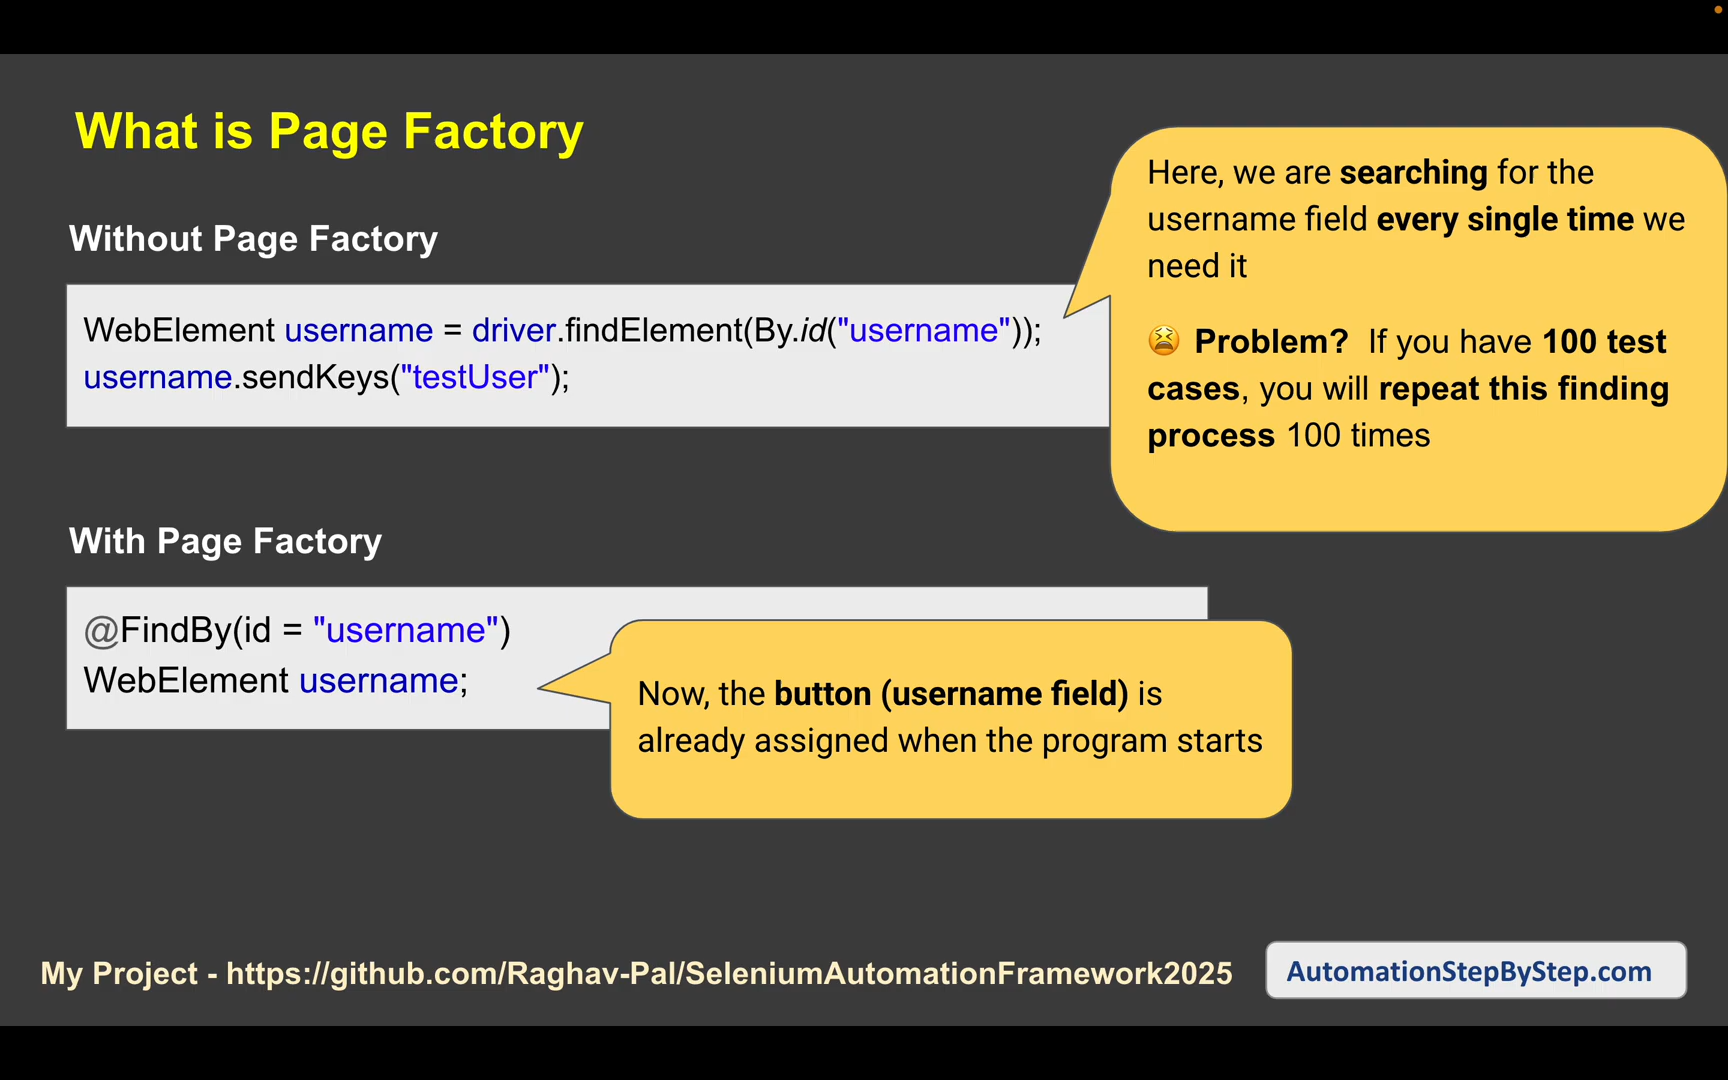 What is Page Factory
Without Page Factory
WebElement username = driver.findElement(By.id("username"));
username.sendKeys("testUser");
Here, we are searching for the
username field every single time we
need it
😫 Problem? If you have 100 test
cases, you will repeat this finding
process 100 times
With Page Factory
@FindBy(id = "username")
WebElement username;
Now, the button (username field) is
already assigned when the program starts
My Project - https://github.com/Raghav-Pal/SeleniumAutomationFramework2025
AutomationStepByStep.com